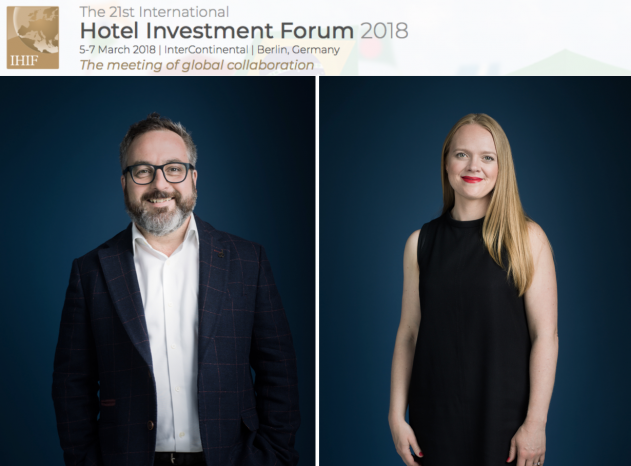 The 21st International
Hotel Investment Forum 2018
5-7 March 2018 | InterContinental | Berlin, Germany
The meeting of global collaboration
IHIF